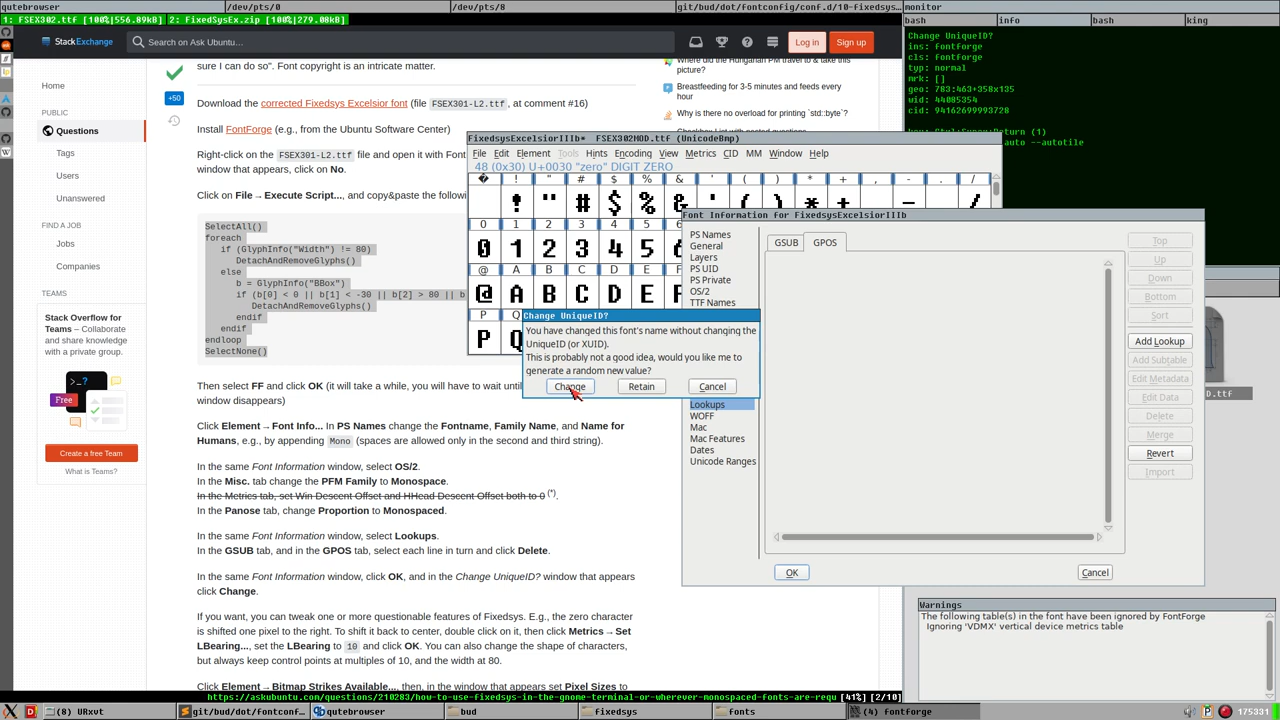 qutebrowser
/dev/pts/0
/dev/pts/8
git/bud/dot/fontconfig/conf.d/10-fixedsys…
monitor
1: FSEX302.ttf [100%|556.89kB]
2: FixedSysEx.zip [100%|279.08kB]
bash
info
bash
king
StackExchange
Search on Ask Ubuntu…
Log in
Sign up
Home
PUBLIC
Questions
Tags
Users
Unanswered
FIND A JOB
Jobs
Companies
TEAMS
Stack Overflow for
Teams – Collaborate
and share knowledge
with a private group.
>_?
Free
Create a free Team
What is Teams?
sure I can do so". Font copyright is an intricate matter.
+50
Download the corrected Fixedsys Excelsior font (file FSEX301-L2.ttf, at comment #16)
Install FontForge (e.g., from the Ubuntu Software Center)
Right-click on the FSEX301-L2.ttf file and open it with Font
window that appears, click on No.
Click on File→Execute Script…, and copy&paste the followi
SelectAll()
foreach
if (GlyphInfo("Width") != 80)
DetachAndRemoveGlyphs()
else
b = GlyphInfo("BBox")
if (b[0] < 0 || b[1] < -30 || b[2] > 80 || b
DetachAndRemoveGlyphs()
endif
endif
endloop
SelectNone()
Then select FF and click OK (it will take a while, you will have to wait until
window disappears)
Click Element→Font Info... In PS Names change the Fontname, Family Name, and Name for
Humans, e.g., by appending Mono (spaces are allowed only in the second and third string).
In the same Font Information window, select OS/2.
In the Misc. tab change the PFM Family to Monospace.
In the Metrics tab, set Win Descent Offset and HHead Descent Offset both to 0 (*).
In the Panose tab, change Proportion to Monospaced.
In the same Font Information window, select Lookups.
In the GSUB tab, and in the GPOS tab, select each line in turn and click Delete.
In the same Font Information window, click OK, and in the Change UniqueID? window that appears
click Change.
If you want, you can tweak one or more questionable features of Fixedsys. E.g., the zero character
is shifted one pixel to the right. To shift it back to center, double click on it, then click Metrics→Set
LBearing..., set the LBearing to 10 and click OK. You can also change the shape of characters,
but always keep control points at multiples of 10, and the width at 80.
Click Element→Bitmap Strikes Available..., then, in the window that appears set Pixel Sizes to
picture?
Breastfeeding for 3-5 minutes and feeds every
hour
Why is there no overload for printing `std::byte`?
FixedsysExcelsiorIIIb* FSEX302MOD.ttf (UnicodeBmp)
File Edit Element Tools Hints Encoding View Metrics CID MM Window Help
48 (0x30) U+0030 "zero" DIGIT ZERO
� ! " # $ % & ' ( ) * + , - . /
! " # $ % & ' ( ) * + , - . /
0 1 2 3 4 5 6
0 1 2 3 4 5 6
@ A B C D E F
@ A B C D E F
P Q
P
Change UniqueID?
You have changed this font's name without changing the
UniqueID (or XUID).
This is probably not a good idea, would you like me to
generate a random new value?
Change
Retain
Cancel
Font Information for FixedsysExcelsiorIIIb
PS Names
General
Layers
PS UID
PS Private
OS/2
TTF Names
Lookups
WOFF
Mac
Mac Features
Dates
Unicode Ranges
GSUB
GPOS
Top
Up
Down
Bottom
Sort
Add Lookup
Add Subtable
Edit Metadata
Edit Data
Delete
Merge
Revert
Import
OK
Cancel
Change UniqueID?
ins: fontforge
cls: fontforge
typ: normal
mrk: []
geo: 783:463+358x135
wid: 44085354
cid: 94162699993728
auto --autotile
D.ttf
Warnings
The following table(s) in the font have been ignored by FontForge
Ignoring 'VDMX' vertical device metrics table
https://askubuntu.com/questions/210283/how-to-use-fixedsys-in-the-gnome-terminal-or-wherever-monospaced-fonts-are-requ [41%] [2/10]
(8) URxvt
git/bud/dot/fontconf…
qutebrowser
bud
fixedsys
fonts
(4) fontforge
175331